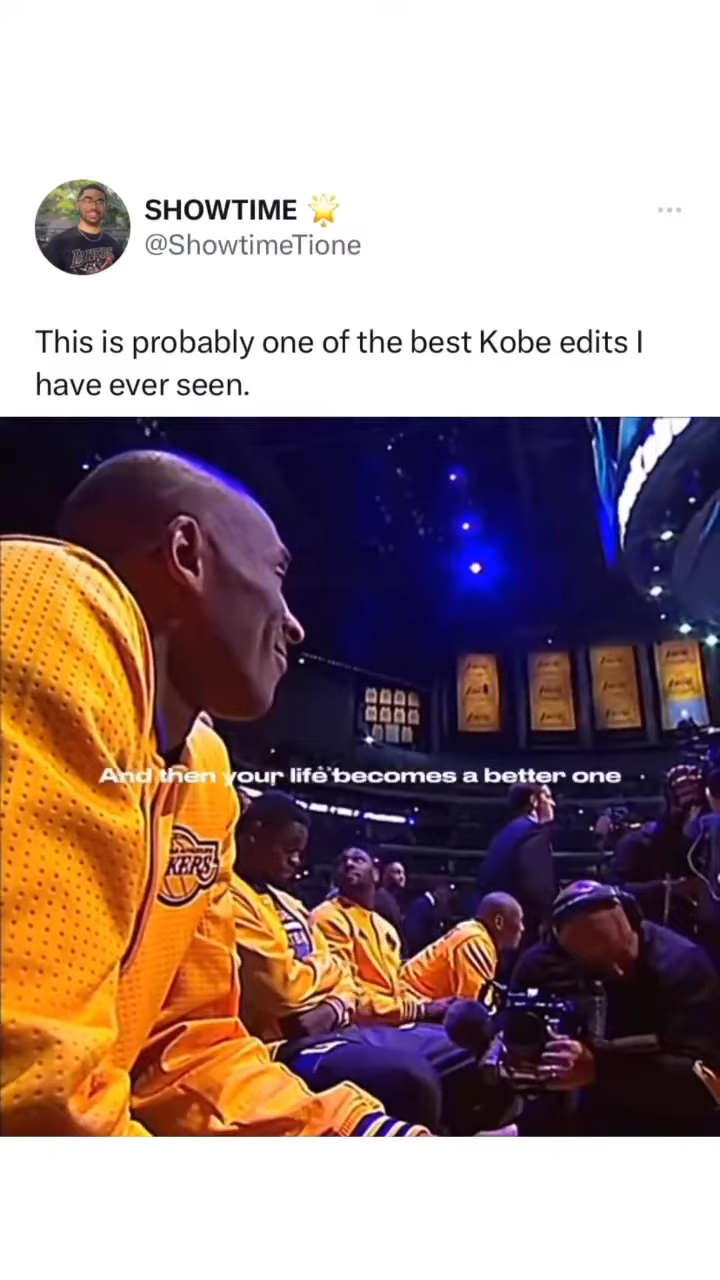 SHOWTIME 🌟
@ShowtimeTione
This is probably one of the best Kobe edits I
have ever seen.
And then your life becomes a better one
KERS